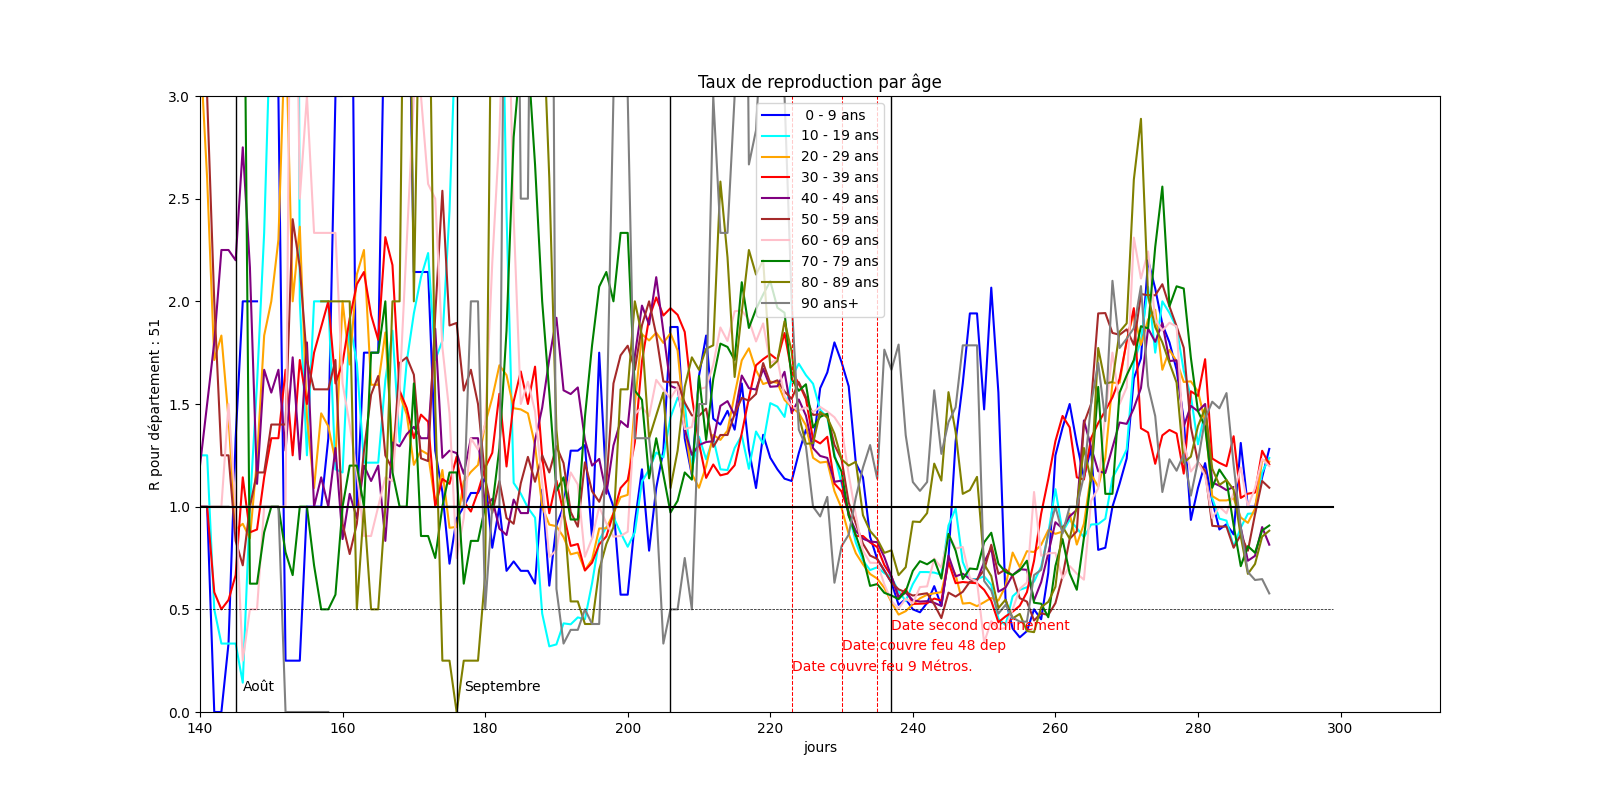 Taux de reproduction par âge
R pour département : 51
3.0
2.5
2.0
1.5
1.0
0.5
0.0
0 - 9 ans
10 - 19 ans
20 - 29 ans
30 - 39 ans
40 - 49 ans
50 - 59 ans
60 - 69 ans
70 - 79 ans
80 - 89 ans
90 ans+
Date second confinement
Date couvre feu 48 dep
Date couvre feu 9 Métros.
Août
Septembre
140 160 180 200 220 240 260 280 300
jours